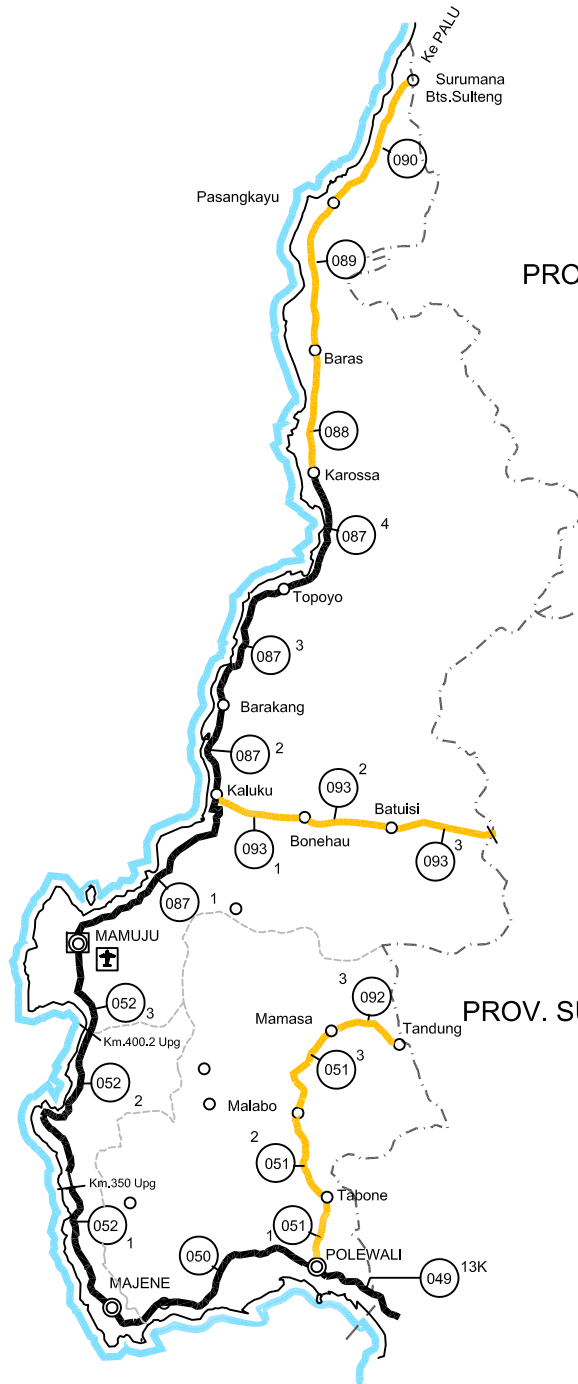 Ke PALU
Surumana
Bts.Sulteng
090
Pasangkayu
089
PRO
Baras
088
Karossa
087 4
Topoyo
087 3
Barakang
087 2
Kaluku
093 2
Batuisi
093 1
Bonehau
093 3
087 1
MAMUJU
052 3
092 3
PROV. SU
Mamasa
Tandung
Km.400.2 Upg
051 3
052 2
Malabo
051 2
Km.350 Upg
Tabone
052 1
051 1
050
POLEWALI
049 13K
MAJENE